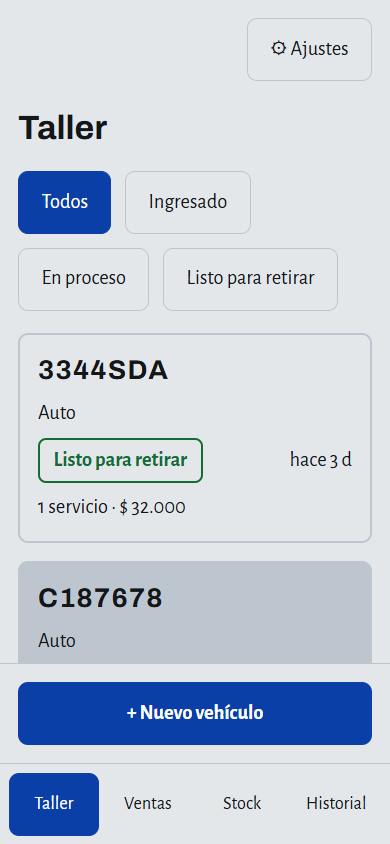 ⚙ Ajustes
Taller
Todos
Ingresado
En proceso
Listo para retirar
3344SDA
Auto
Listo para retirar
hace 3 d
1 servicio · $ 32.000
C187678
Auto
+ Nuevo vehículo
Taller
Ventas
Stock
Historial